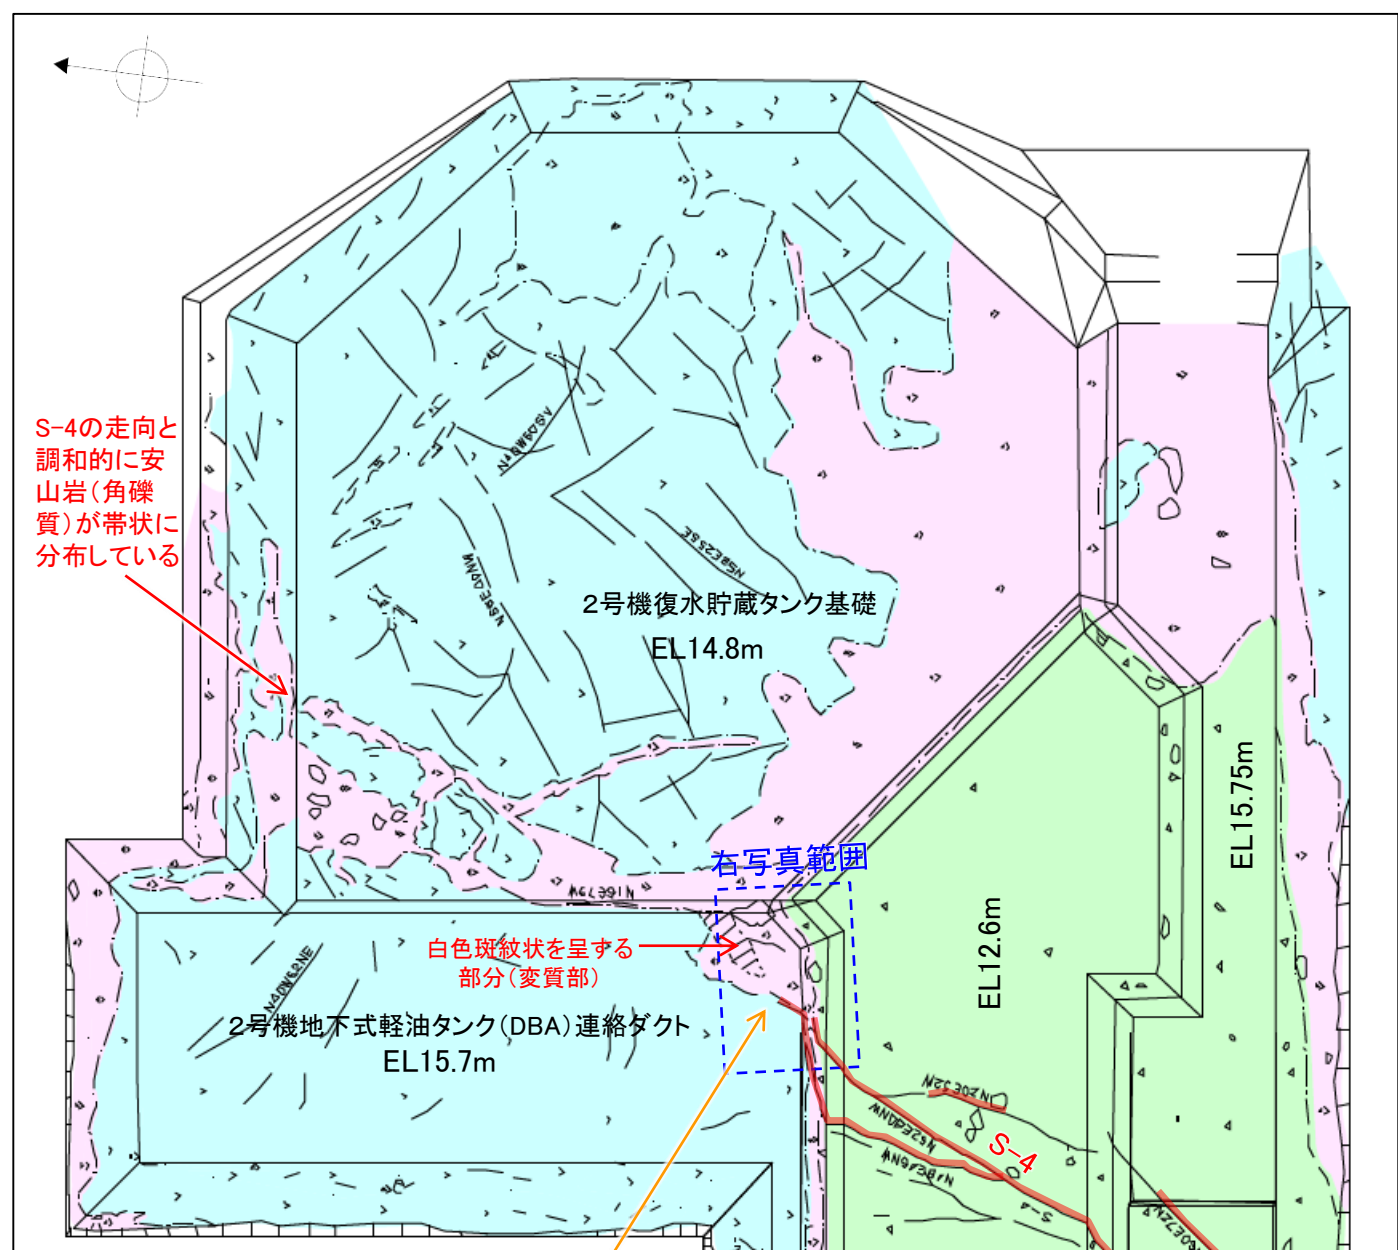 S-4の走向と
調和的に安
山岩(角礫
質)が帯状に
分布している
2号機復水貯蔵タンク基礎
EL14.8m
EL15.75m
右写真範囲
EL12.6m
白色斑紋状を呈する
部分(変質部)
2号機地下式軽油タンク(DBA)連絡ダクト
EL15.7m
N16E79W
N20E32N
N52E40NW
S-4
S-4